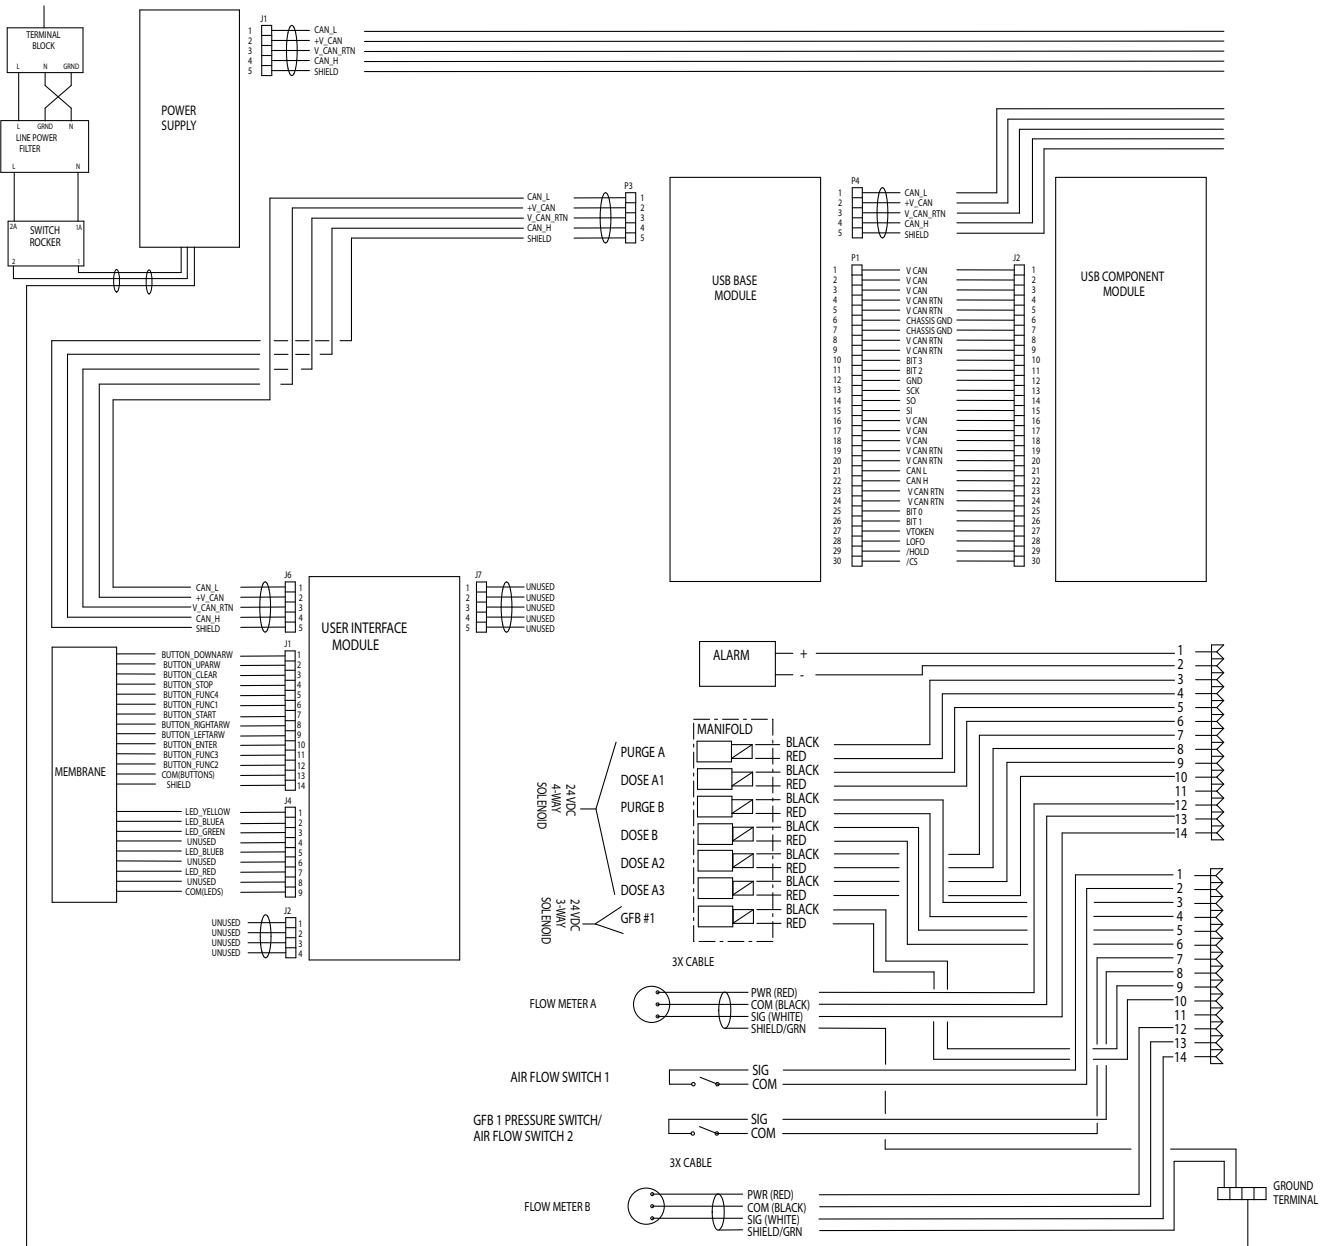 TERMINAL
BLOCK
L N GRND
L GRND N
LINE POWER
FILTER
L N
2A 1A
SWITCH
ROCKER
2 1
POWER
SUPPLY
J1
1 CAN_L
2 +V_CAN
3 V_CAN_RTN
4 CAN_H
5 SHIELD
P3
CAN_L 1
+V_CAN 2
V_CAN_RTN 3
CAN_H 4
SHIELD 5
USB BASE
MODULE
P4
1 CAN_L
2 +V_CAN
3 V_CAN_RTN
4 CAN_H
5 SHIELD
USB COMPONENT
MODULE
P1 J2
1 V CAN 1
2 V CAN 2
3 V CAN 3
4 V CAN RTN 4
5 V CAN RTN 5
6 CHASSIS GND 6
7 CHASSIS GND 7
8 V CAN RTN 8
9 V CAN RTN 9
10 BIT 3 10
11 BIT 2 11
12 GND 12
13 SCK 13
14 SO 14
15 SI 15
16 V CAN 16
17 V CAN 17
18 V CAN 18
19 V CAN RTN 19
20 V CAN RTN 20
21 CAN L 21
22 CAN H 22
23 V CAN RTN 23
24 V CAN RTN 24
25 BIT 0 25
26 BIT 1 26
27 VTOKEN 27
28 LOFO 28
29 /HOLD 29
30 /CS 30
J6
CAN_L 1
+V_CAN 2
V_CAN_RTN 3
CAN_H 4
SHIELD 5
USER INTERFACE
MODULE
J7
1 UNUSED
2 UNUSED
3 UNUSED
4 UNUSED
5 UNUSED
MEMBRANE
J1
BUTTON_DOWNARW 1
BUTTON_UPARW 2
BUTTON_CLEAR 3
BUTTON_STOP 4
BUTTON_FUNC4 5
BUTTON_FUNC1 6
BUTTON_START 7
BUTTON_RIGHTARW 8
BUTTON_LEFTARW 9
BUTTON_ENTER 10
BUTTON_FUNC3 11
BUTTON_FUNC2 12
COM(BUTTONS) 13
SHIELD 14
J4
LED_YELLOW 1
LED_BLUEA 2
LED_GREEN 3
UNUSED 4
LED_BLUEB 5
UNUSED 6
LED_RED 7
UNUSED 8
COM(LEDS) 9
J2
UNUSED 1
UNUSED 2
UNUSED 3
UNUSED 4
ALARM + -
MANIFOLD
24 VDC
4-WAY
SOLENOID
PURGE A BLACK
RED
DOSE A1 BLACK
RED
PURGE B BLACK
RED
DOSE B BLACK
RED
DOSE A2 BLACK
RED
DOSE A3 BLACK
RED
24 VDC
3-WAY
SOLENOID
GFB #1 BLACK
RED
1
2
3
4
5
6
7
8
9
10
11
12
13
14
1
2
3
4
5
6
7
8
9
10
11
12
13
14
3X CABLE
FLOW METER A
PWR (RED)
COM (BLACK)
SIG (WHITE)
SHIELD/GRN
AIR FLOW SWITCH 1
SIG
COM
GFB 1 PRESSURE SWITCH/
AIR FLOW SWITCH 2
SIG
COM
3X CABLE
FLOW METER B
PWR (RED)
COM (BLACK)
SIG (WHITE)
SHIELD/GRN
GROUND
TERMINAL